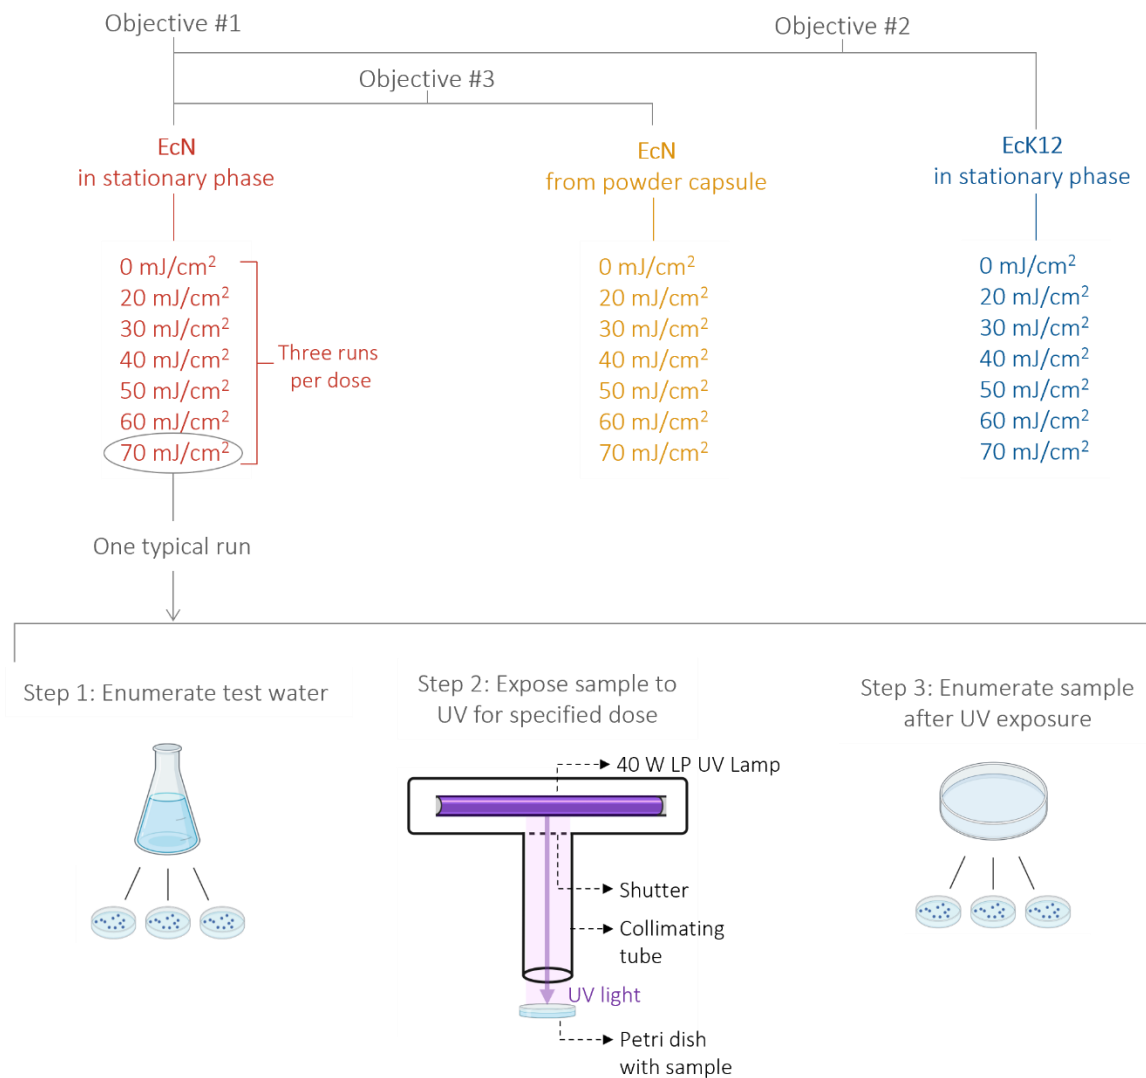 Objective #1
Objective #2
Objective #3
EcN
in stationary phase
EcN
from powder capsule
EcK12
in stationary phase
0 mJ/cm²
20 mJ/cm²
30 mJ/cm²
40 mJ/cm²
50 mJ/cm²
60 mJ/cm²
70 mJ/cm²
Three runs
per dose
0 mJ/cm²
20 mJ/cm²
30 mJ/cm²
40 mJ/cm²
50 mJ/cm²
60 mJ/cm²
70 mJ/cm²
0 mJ/cm²
20 mJ/cm²
30 mJ/cm²
40 mJ/cm²
50 mJ/cm²
60 mJ/cm²
70 mJ/cm²
One typical run
Step 1: Enumerate test water
Step 2: Expose sample to
UV for specified dose
40 W LP UV Lamp
Shutter
Collimating
tube
UV light
Petri dish
with sample
Step 3: Enumerate sample
after UV exposure